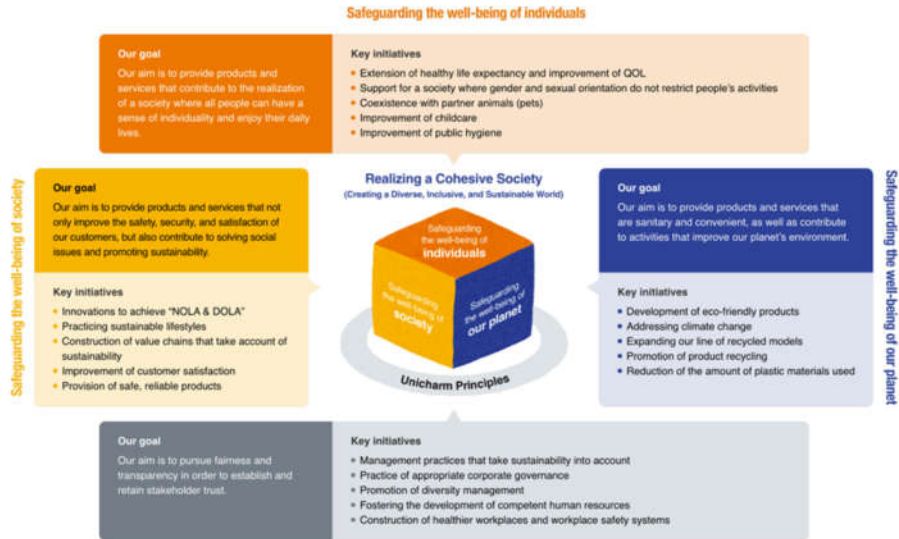 Safeguarding the well-being of individuals
Our goal
Our aim is to provide products and
services that contribute to the realization
of a society where all people can have a
sense of individuality and enjoy their daily
lives.
Key initiatives
Extension of healthy life expectancy and improvement of QOL
Support for a society where gender and sexual orientation do not restrict people's activities
Coexistence with partner animals (pets)
Improvement of childcare
Improvement of public hygiene
Safeguarding the well-being of society
Our goal
Our aim is to provide products and services that not
only improve the safety, security, and satisfaction of
our customers, but also contribute to solving social
issues and promoting sustainability.
Key initiatives
Innovations to achieve "NOLA & DOLA"
Practicing sustainable lifestyles
Construction of value chains that take account of
sustainability
Improvement of customer satisfaction
Provision of safe, reliable products
Realizing a Cohesive Society
(Creating a Diverse, Inclusive, and Sustainable World)
Safeguarding
the well-being of
individuals
Safeguarding
the well-being of
society
Safeguarding
the well-being of
our planet
Unicharm Principles
Our goal
Our aim is to provide products and services that
are sanitary and convenient, as well as contribute
to activities that improve our planet's environment.
Key initiatives
Development of eco-friendly products
Addressing climate change
Expanding our line of recycled models
Promotion of product recycling
Reduction of the amount of plastic materials used
Safeguarding the well-being of our planet
Our goal
Our aim is to pursue fairness and
transparency in order to establish and
retain stakeholder trust.
Key initiatives
Management practices that take sustainability into account
Practice of appropriate corporate governance
Promotion of diversity management
Fostering the development of competent human resources
Construction of healthier workplaces and workplace safety systems